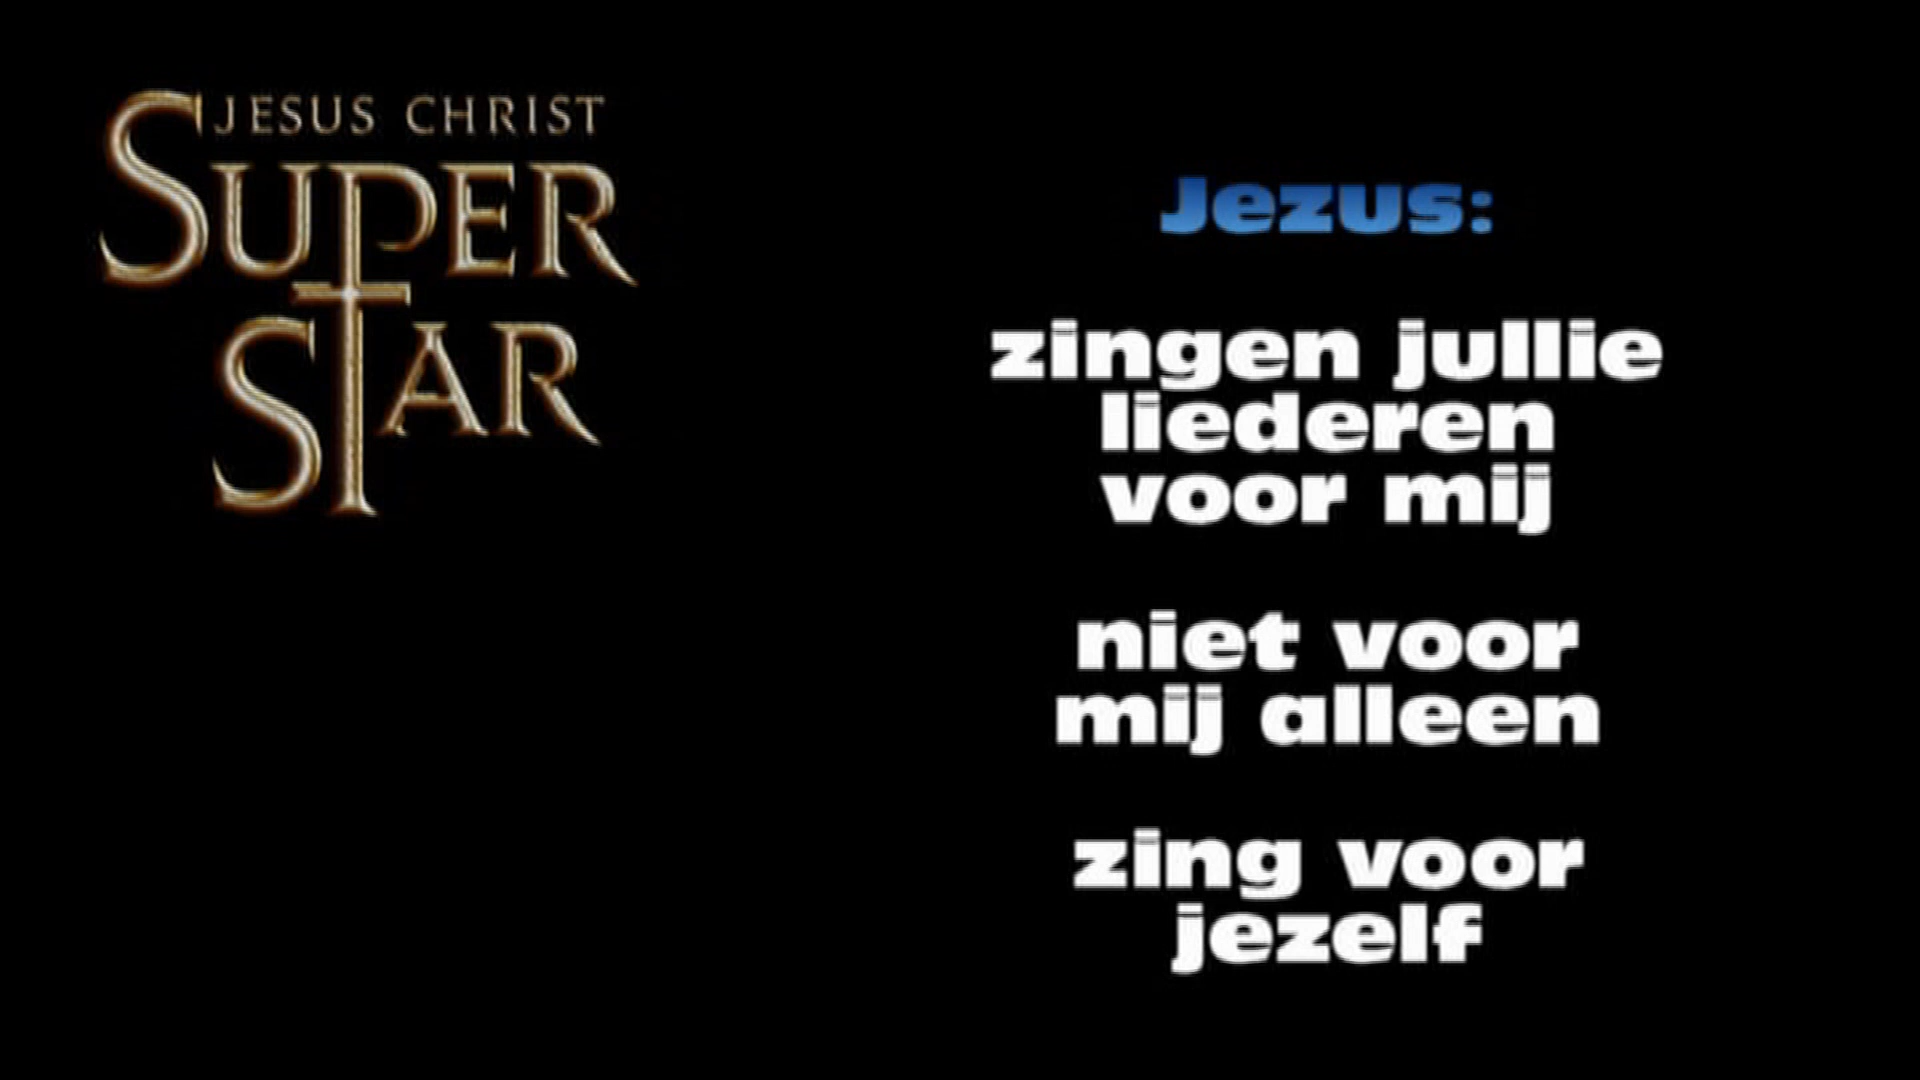 JESUS CHRIST
SUPER
STAR
Jezus:
zingen jullie
liederen
voor mij
niet voor
mij alleen
zing voor
jezelf